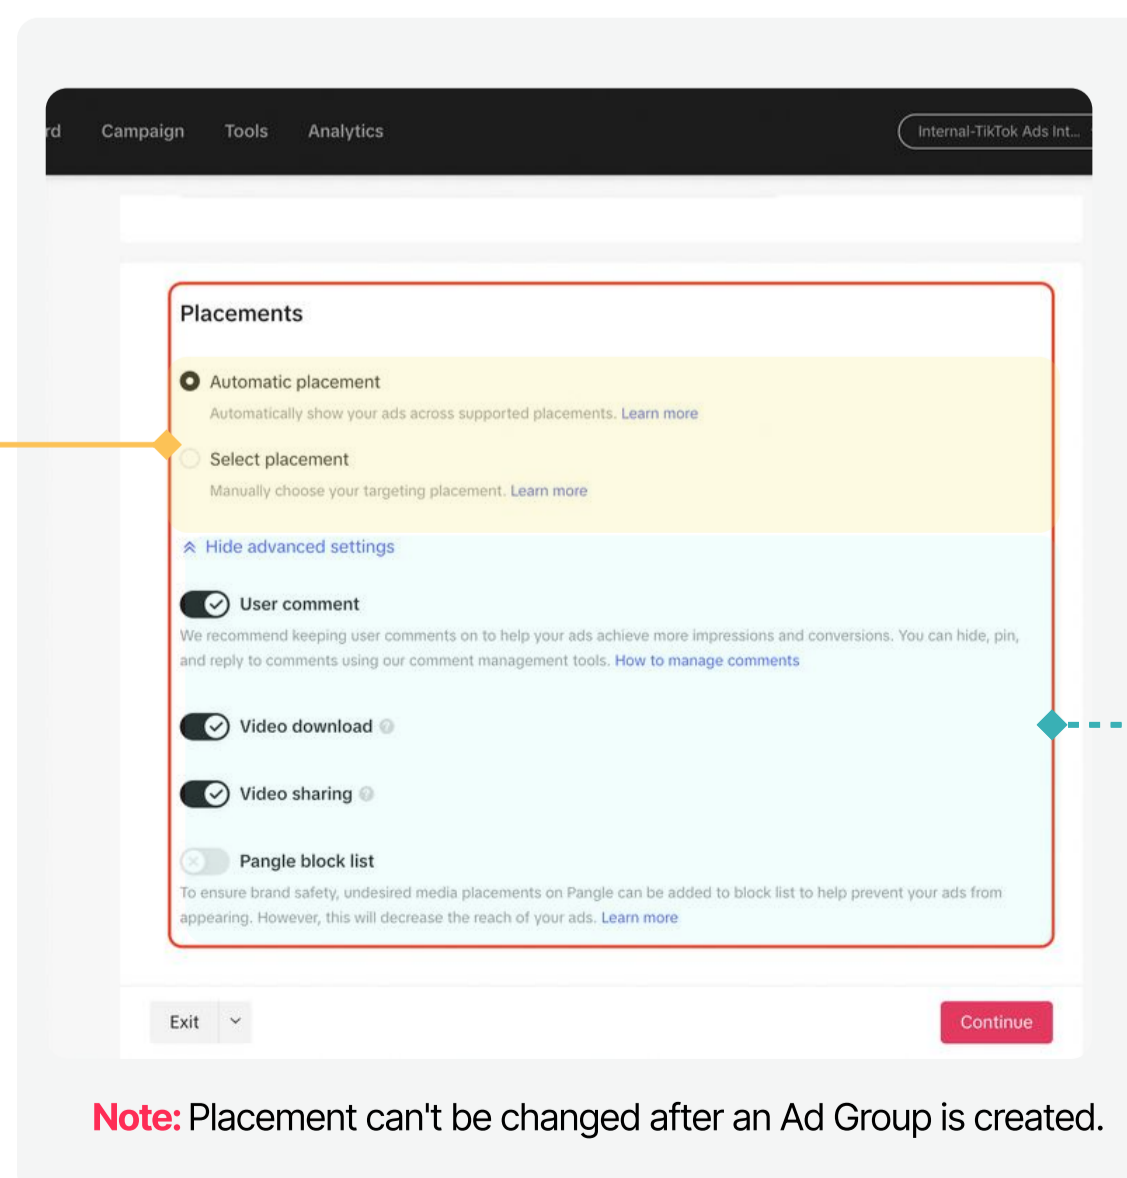 rd Campaign Tools Analytics Internal-TikTok Ads Int...
Placements
Automatic placement
Automatically show your ads across supported placements. Learn more
Select placement
Manually choose your targeting placement. Learn more
Hide advanced settings
User comment
We recommend keeping user comments on to help your ads achieve more impressions and conversions. You can hide, pin,
and reply to comments using our comment management tools. How to manage comments
Video download ?
Video sharing ?
Pangle block list
To ensure brand safety, undesired media placements on Pangle can be added to block list to help prevent your ads from
appearing. However, this will decrease the reach of your ads. Learn more
Exit Continue
Note: Placement can't be changed after an Ad Group is created.